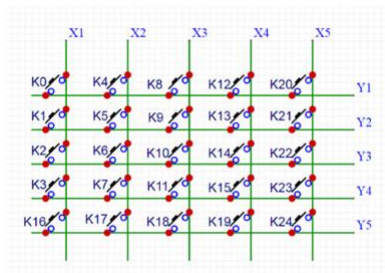 X1 X2 X3 X4 X5
K0 K4 K8 K12 K20 Y1
K1 K5 K9 K13 K21 Y2
K2 K6 K10 K14 K22 Y3
K3 K7 K11 K15 K23 Y4
K16 K17 K18 K19 K24 Y5